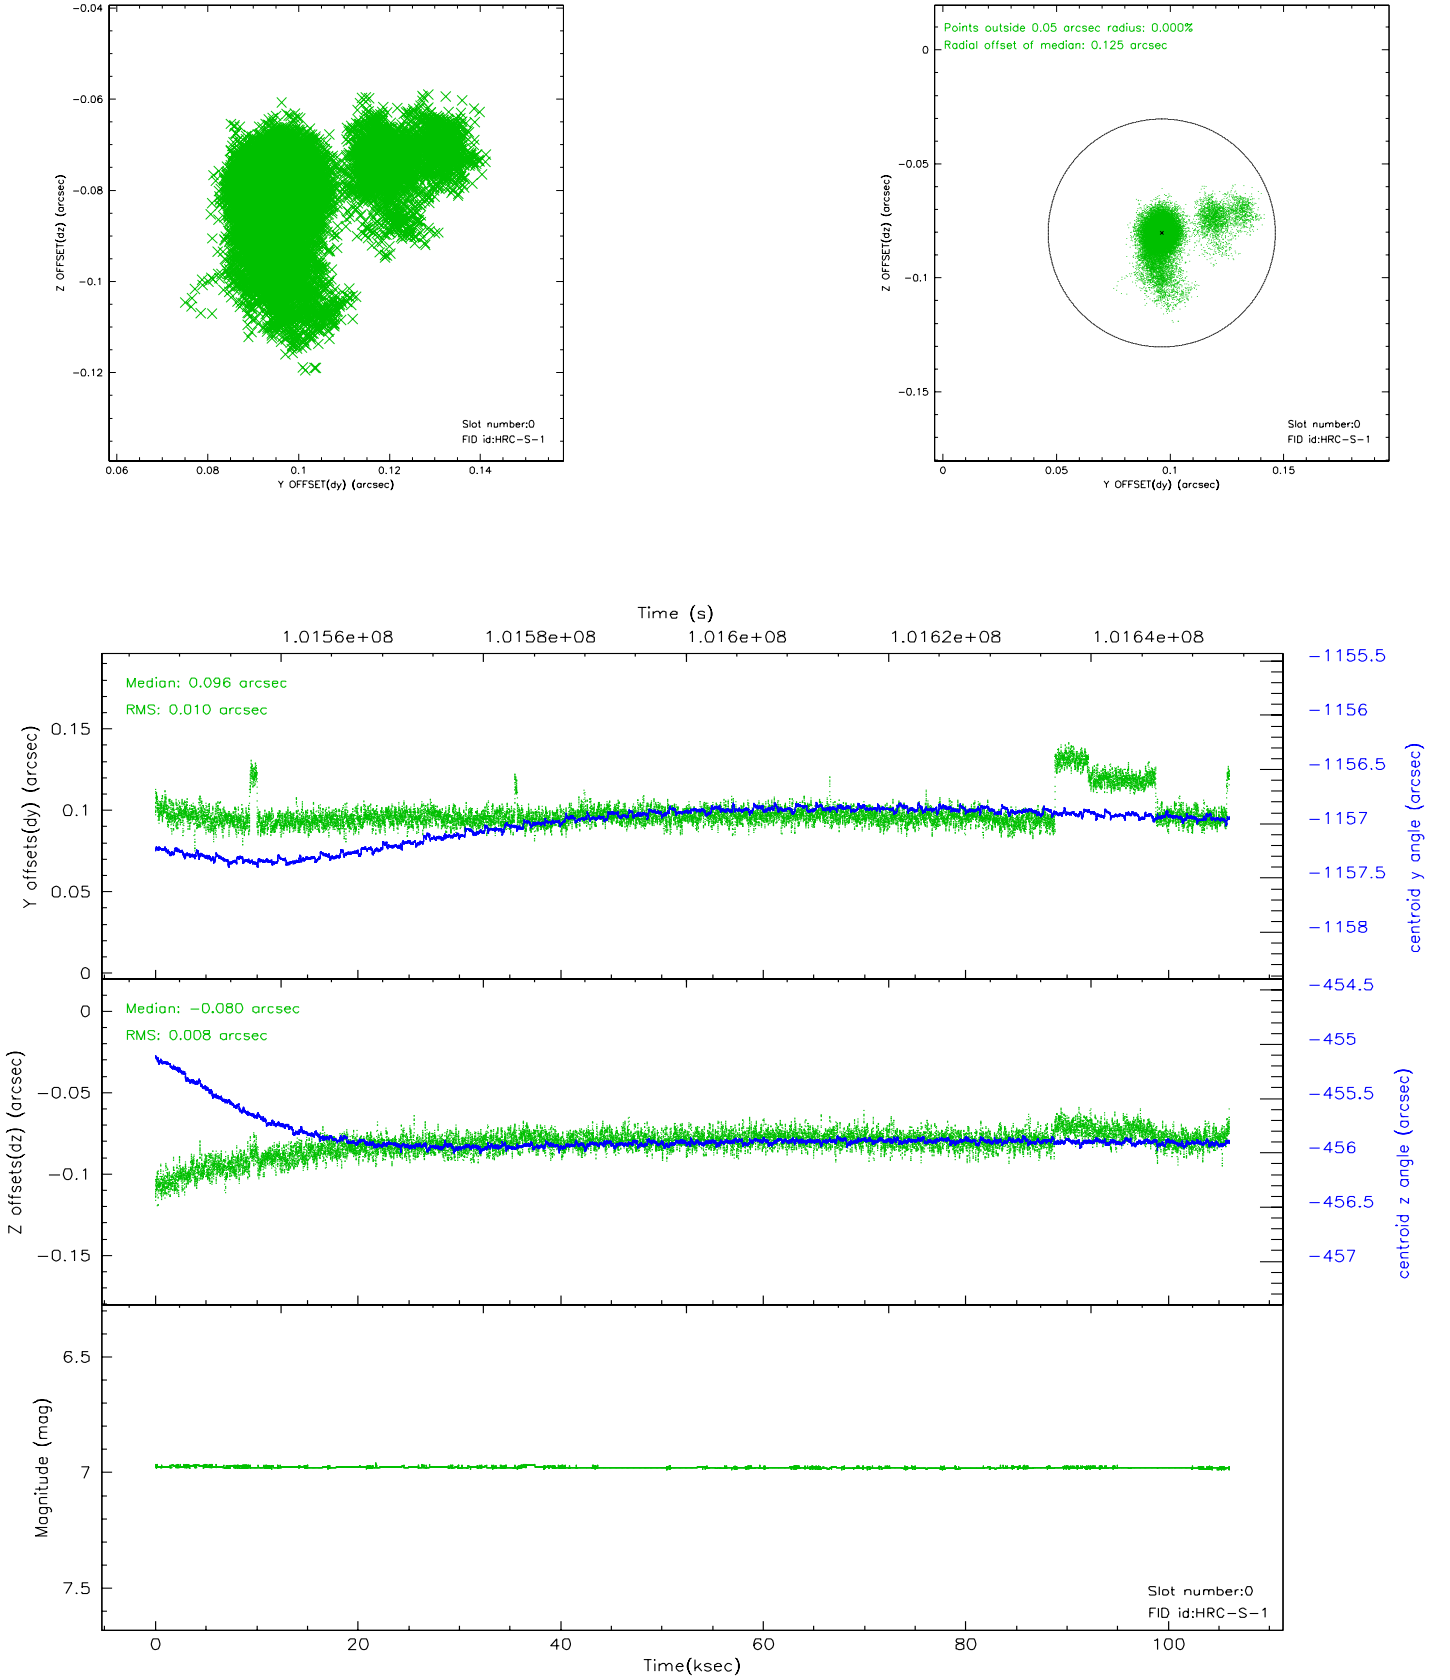 -0.04
-0.06
-0.08
-0.1
-0.12
Z OFFSET(dz) (arcsec)
Slot number:0
FID id:HRC-S-1
0.06 0.08 0.1 0.12 0.14
Y OFFSET(dy) (arcsec)
Points outside 0.05 arcsec radius: 0.000%
Radial offset of median: 0.125 arcsec
0
-0.05
-0.1
-0.15
Z OFFSET(dz) (arcsec)
Slot number:0
FID id:HRC-S-1
0 0.05 0.1 0.15
Y OFFSET(dy) (arcsec)
Time (s)
1.0156e+08 1.0158e+08 1.016e+08 1.0162e+08 1.0164e+08
Median: 0.096 arcsec
RMS: 0.010 arcsec
0.15
0.1
0.05
0
Y offsets(dy) (arcsec)
-1155.5
-1156
-1156.5
-1157
-1157.5
-1158
centroid y angle (arcsec)
Median: -0.080 arcsec
RMS: 0.008 arcsec
0
-0.05
-0.1
-0.15
Z offsets(dz) (arcsec)
-454.5
-455
-455.5
-456
-456.5
-457
centroid z angle (arcsec)
6.5
7
7.5
Magnitude (mag)
Slot number:0
FID id:HRC-S-1
0 20 40 60 80 100
Time(ksec)